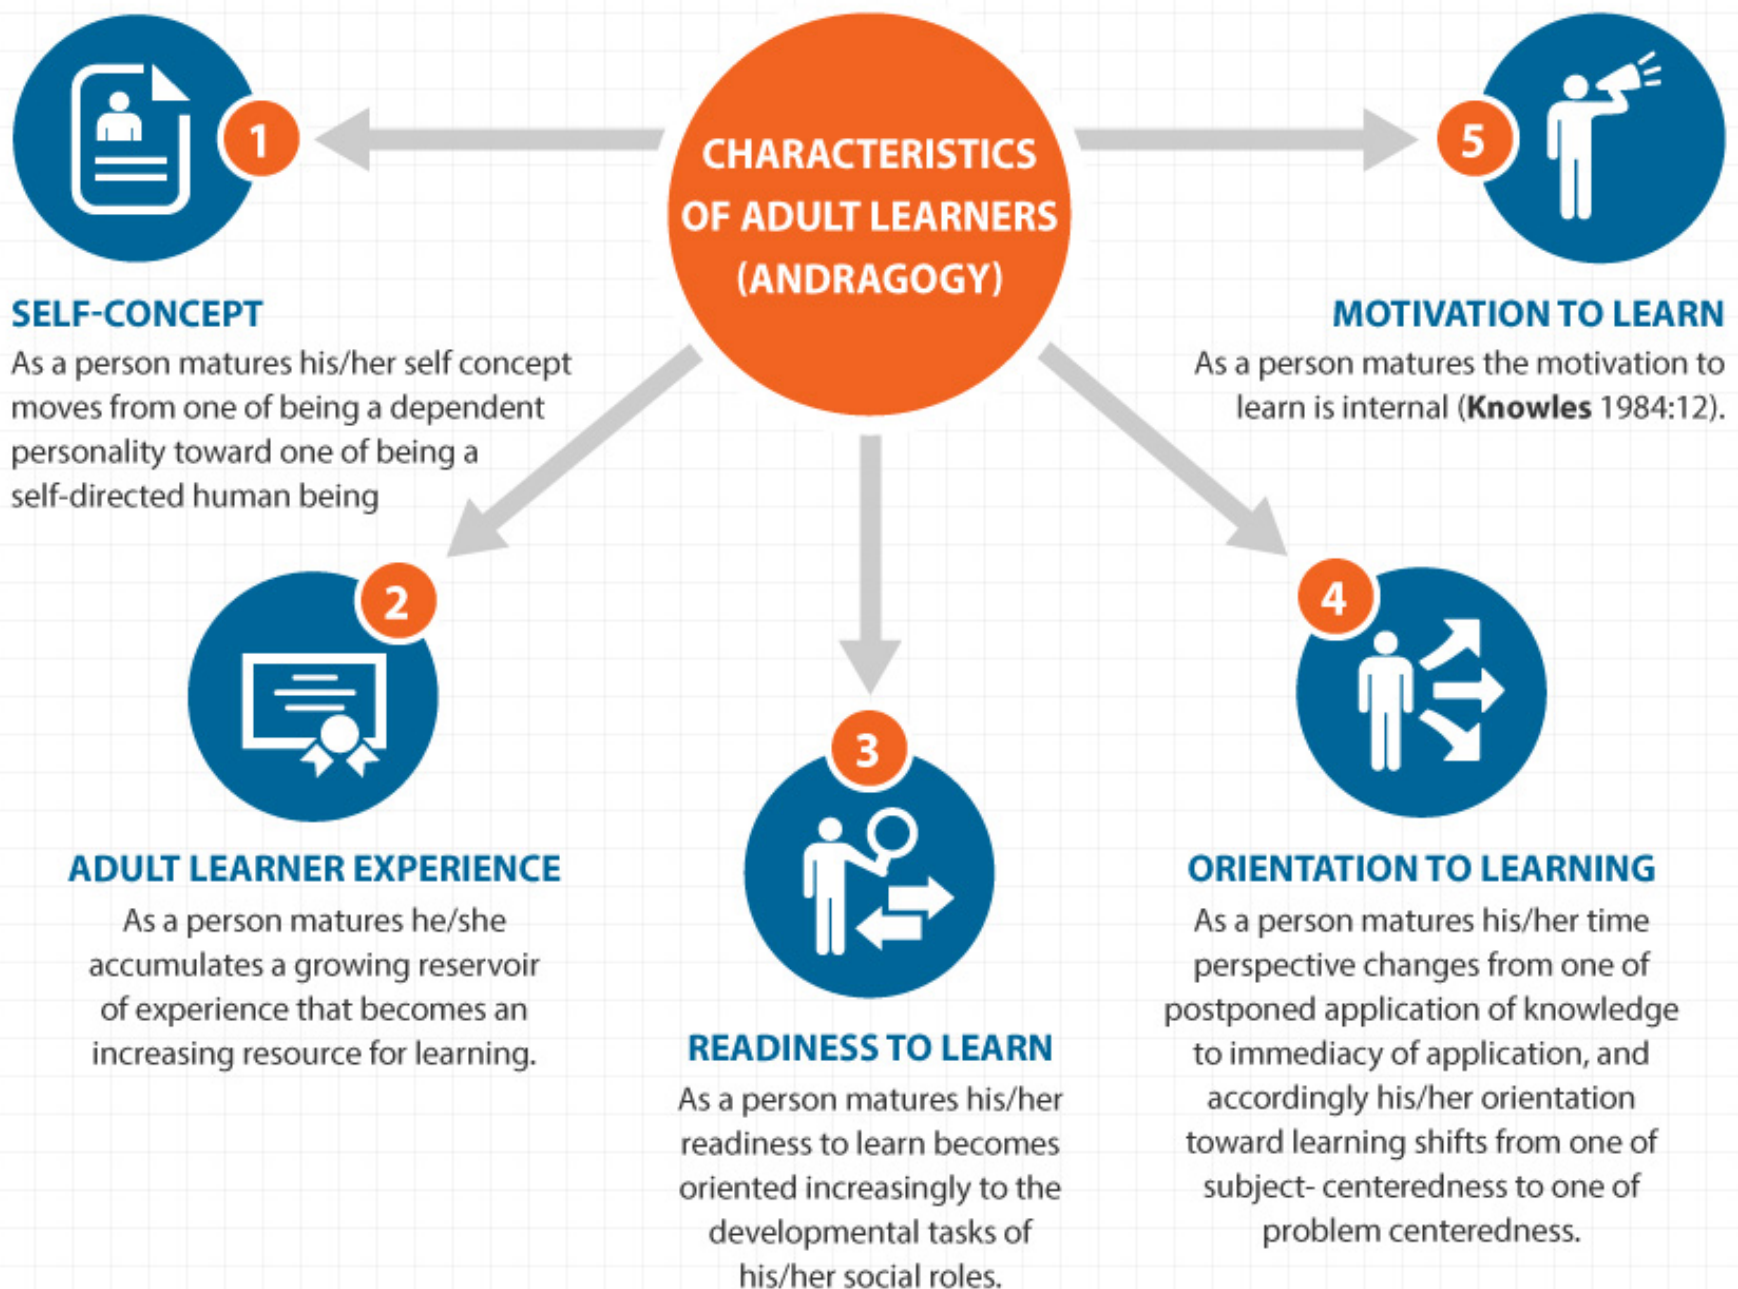 CHARACTERISTICS
OF ADULT LEARNERS
(ANDRAGOGY)
1
SELF-CONCEPT
As a person matures his/her self concept
moves from one of being a dependent
personality toward one of being a
self-directed human being
2
ADULT LEARNER EXPERIENCE
As a person matures he/she
accumulates a growing reservoir
of experience that becomes an
increasing resource for learning.
3
READINESS TO LEARN
As a person matures his/her
readiness to learn becomes
oriented increasingly to the
developmental tasks of
his/her social roles.
4
ORIENTATION TO LEARNING
As a person matures his/her time
perspective changes from one of
postponed application of knowledge
to immediacy of application, and
accordingly his/her orientation
toward learning shifts from one of
subject- centeredness to one of
problem centeredness.
5
MOTIVATION TO LEARN
As a person matures the motivation to
learn is internal (Knowles 1984:12).